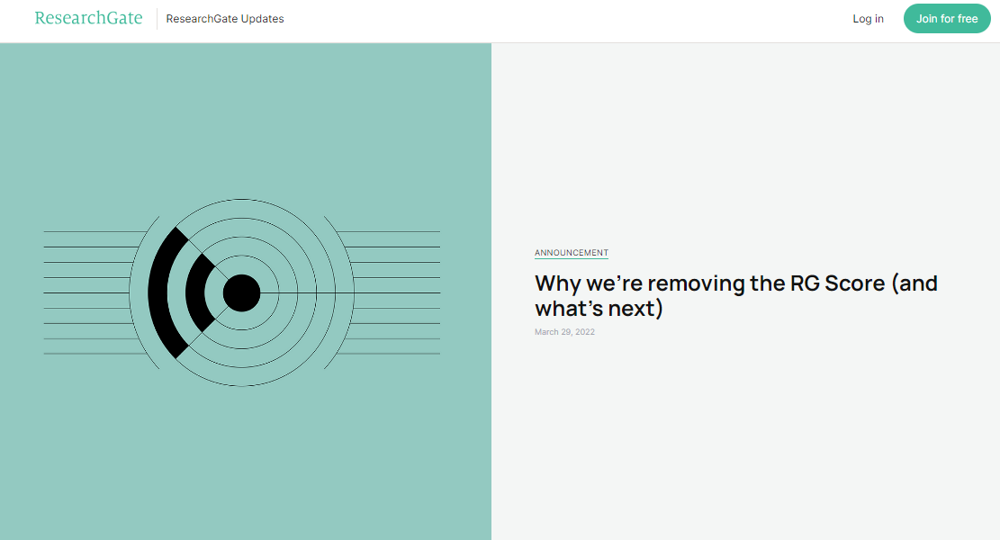 ResearchGate
ResearchGate Updates
Log in
Join for free
ANNOUNCEMENT
Why we’re removing the RG Score (and
what’s next)
March 29, 2022